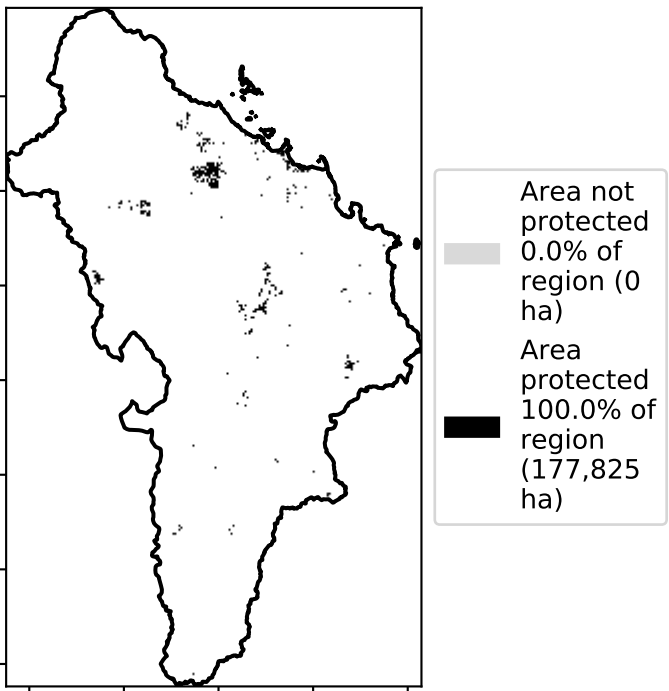 Area not
protected
0.0% of
region (0
ha)
Area
protected
100.0% of
region
(177,825
ha)